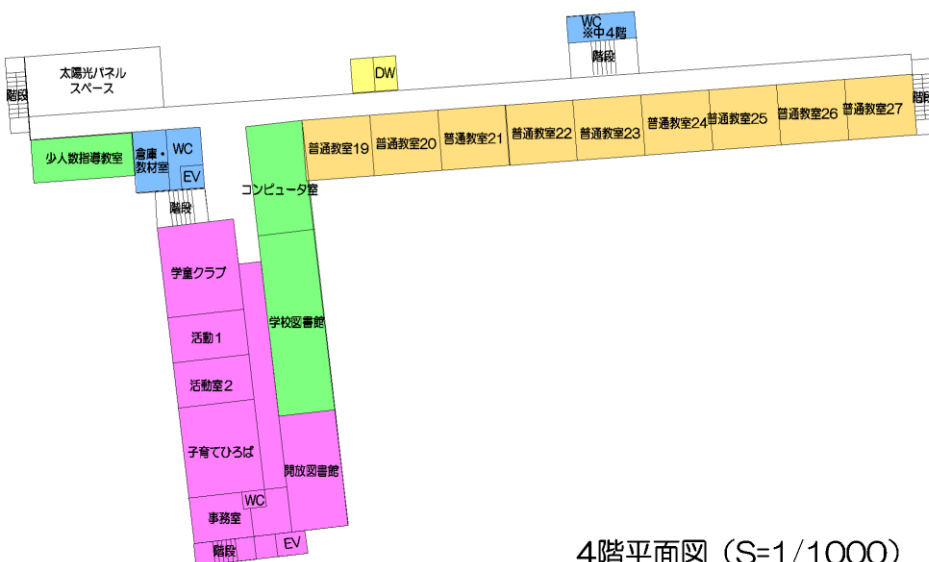 WC
※中4階
階段
太陽光パネル
スペース
階段
DW
階段
少人数指導教室
倉庫・
教材室
WC
EV
階段
コンピュータ室
普通教室19
普通教室20
普通教室21
普通教室22
普通教室23
普通教室24
普通教室25
普通教室26
普通教室27
学童クラブ
活動1
活動室2
子育てひろば
学校図書館
開放図書館
WC
事務室
階段
EV
4階平面図（S=1/1000）